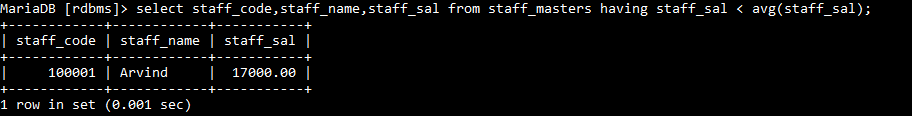 MariaDB [rdbms]> select staff_code,staff_name,staff_sal from staff_masters having staff_sal < avg(staff_sal);
+------------+------------+-----------+
| staff_code | staff_name | staff_sal |
+------------+------------+-----------+
|     100001 | Arvind     |  17000.00 |
+------------+------------+-----------+
1 row in set (0.001 sec)